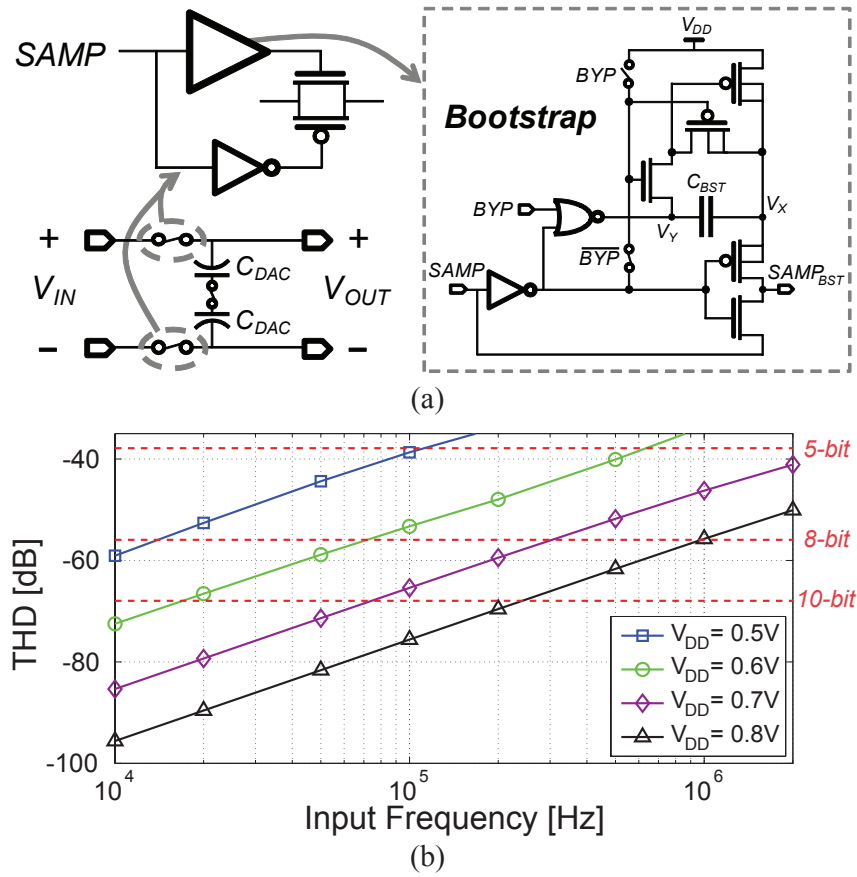 SAMP
V_DD
BYP
Bootstrap
C_BST
BYP
V_X
V_Y
SAMP
BYP
SAMP_BST
+
+
C_DAC
V_IN
V_OUT
C_DAC
−
−
(a)
THD [dB]
-40
-60
-80
-100
5-bit
8-bit
10-bit
V_DD= 0.5V
V_DD= 0.6V
V_DD= 0.7V
V_DD= 0.8V
10^4
10^5
10^6
Input Frequency [Hz]
(b)